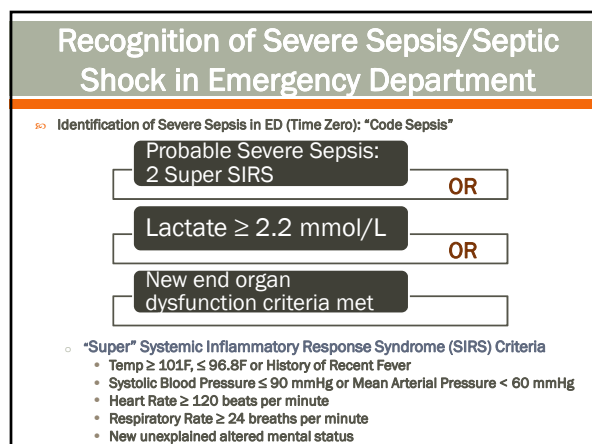 Recognition of Severe Sepsis/Septic
Shock in Emergency Department
Identification of Severe Sepsis in ED (Time Zero): “Code Sepsis”
Probable Severe Sepsis:
2 Super SIRS
OR
Lactate ≥ 2.2 mmol/L
OR
New end organ
dysfunction criteria met
“Super” Systemic Inflammatory Response Syndrome (SIRS) Criteria
• Temp ≥ 101F, ≤ 96.8F or History of Recent Fever
• Systolic Blood Pressure ≤ 90 mmHg or Mean Arterial Pressure < 60 mmHg
• Heart Rate ≥ 120 beats per minute
• Respiratory Rate ≥ 24 breaths per minute
• New unexplained altered mental status